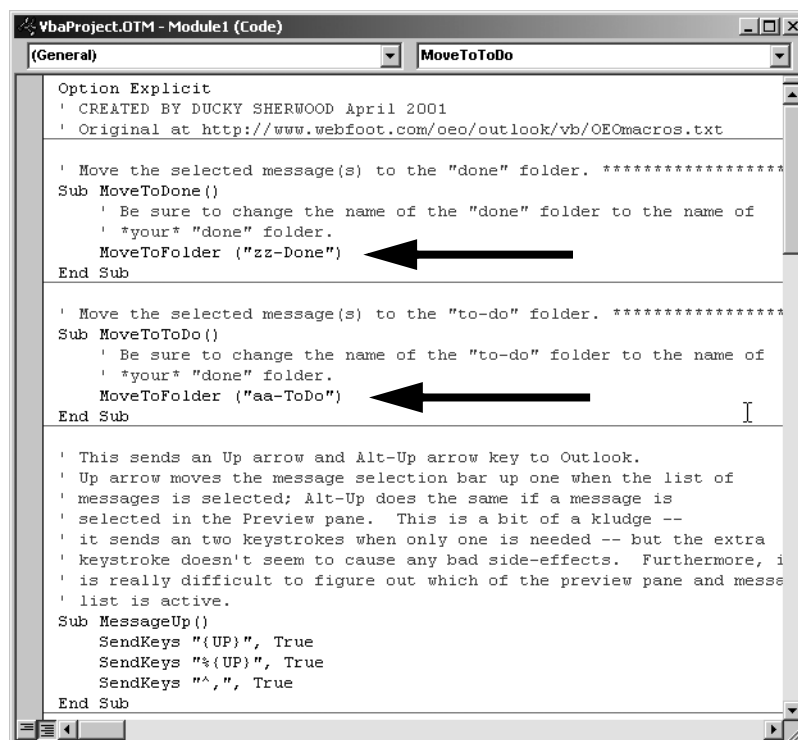 VbaProject.OTM - Module1 (Code)
(General) MoveToToDo
Option Explicit
' CREATED BY DUCKY SHERWOOD April 2001
' Original at http://www.webfoot.com/oeo/outlook/vb/OEOmacros.txt
' Move the selected message(s) to the "done" folder. ******************
Sub MoveToDone()
' Be sure to change the name of the "done" folder to the name of
' *your* "done" folder.
MoveToFolder ("zz-Done")
End Sub
' Move the selected message(s) to the "to-do" folder. *****************
Sub MoveToToDo()
' Be sure to change the name of the "to-do" folder to the name of
' *your* "done" folder.
MoveToFolder ("aa-ToDo")
End Sub
' This sends an Up arrow and Alt-Up arrow key to Outlook.
' Up arrow moves the message selection bar up one when the list of
' messages is selected; Alt-Up does the same if a message is
' selected in the Preview pane.  This is a bit of a kludge --
' it sends an two keystrokes when only one is needed -- but the extra
' keystroke doesn't seem to cause any bad side-effects.  Furthermore, i
' is really difficult to figure out which of the preview pane and messa
' list is active.
Sub MessageUp()
SendKeys "{UP}", True
SendKeys "%{UP}", True
SendKeys "^,", True
End Sub